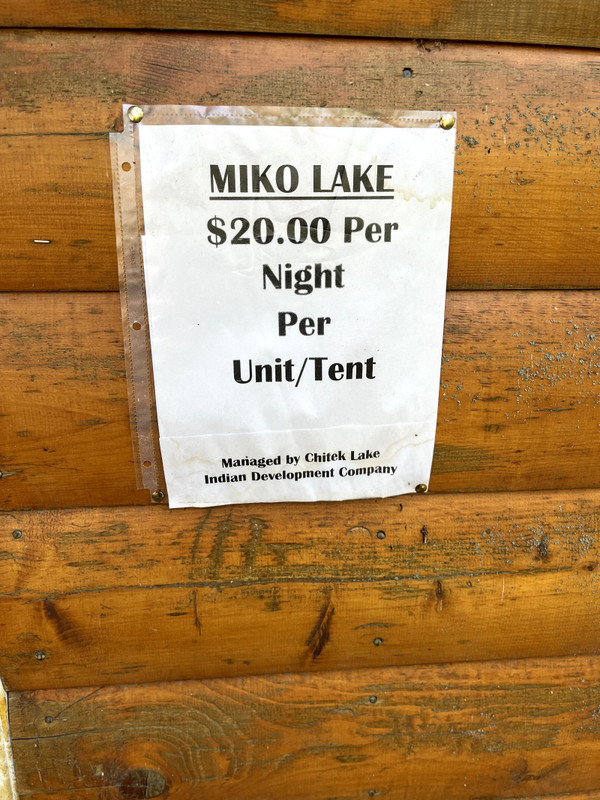 MIKO LAKE
$20.00 Per
Night
Per
Unit/Tent
Managed by Chitek Lake
Indian Development Company